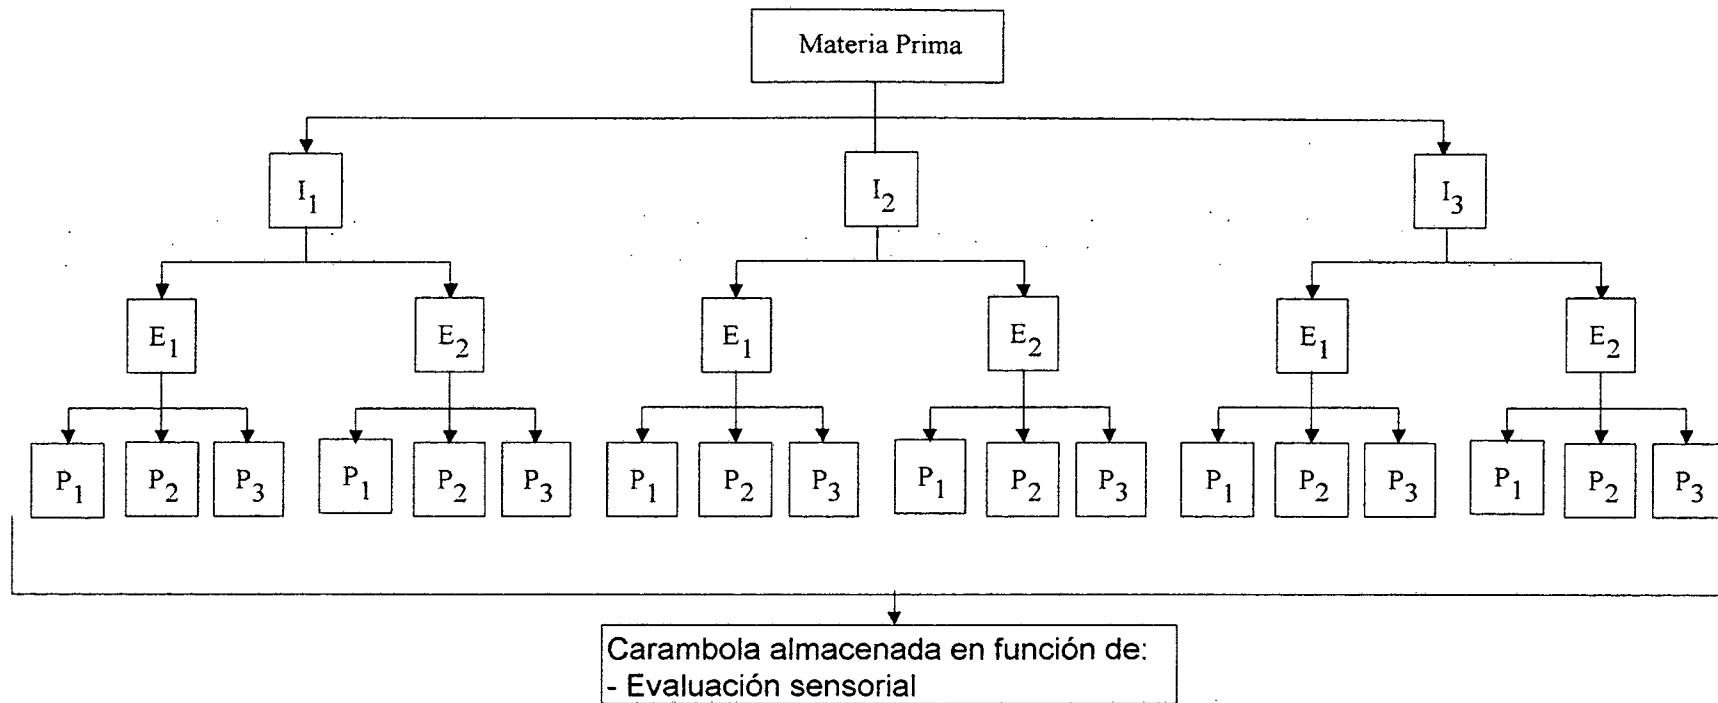 Materia Prima
I1 I2 I3
E1 E2 E1 E2 E1 E2
P1 P2 P3 P1 P2 P3 P1 P2 P3 P1 P2 P3 P1 P2 P3 P1 P2 P3
Carambola almacenada en función de:
- Evaluación sensorial